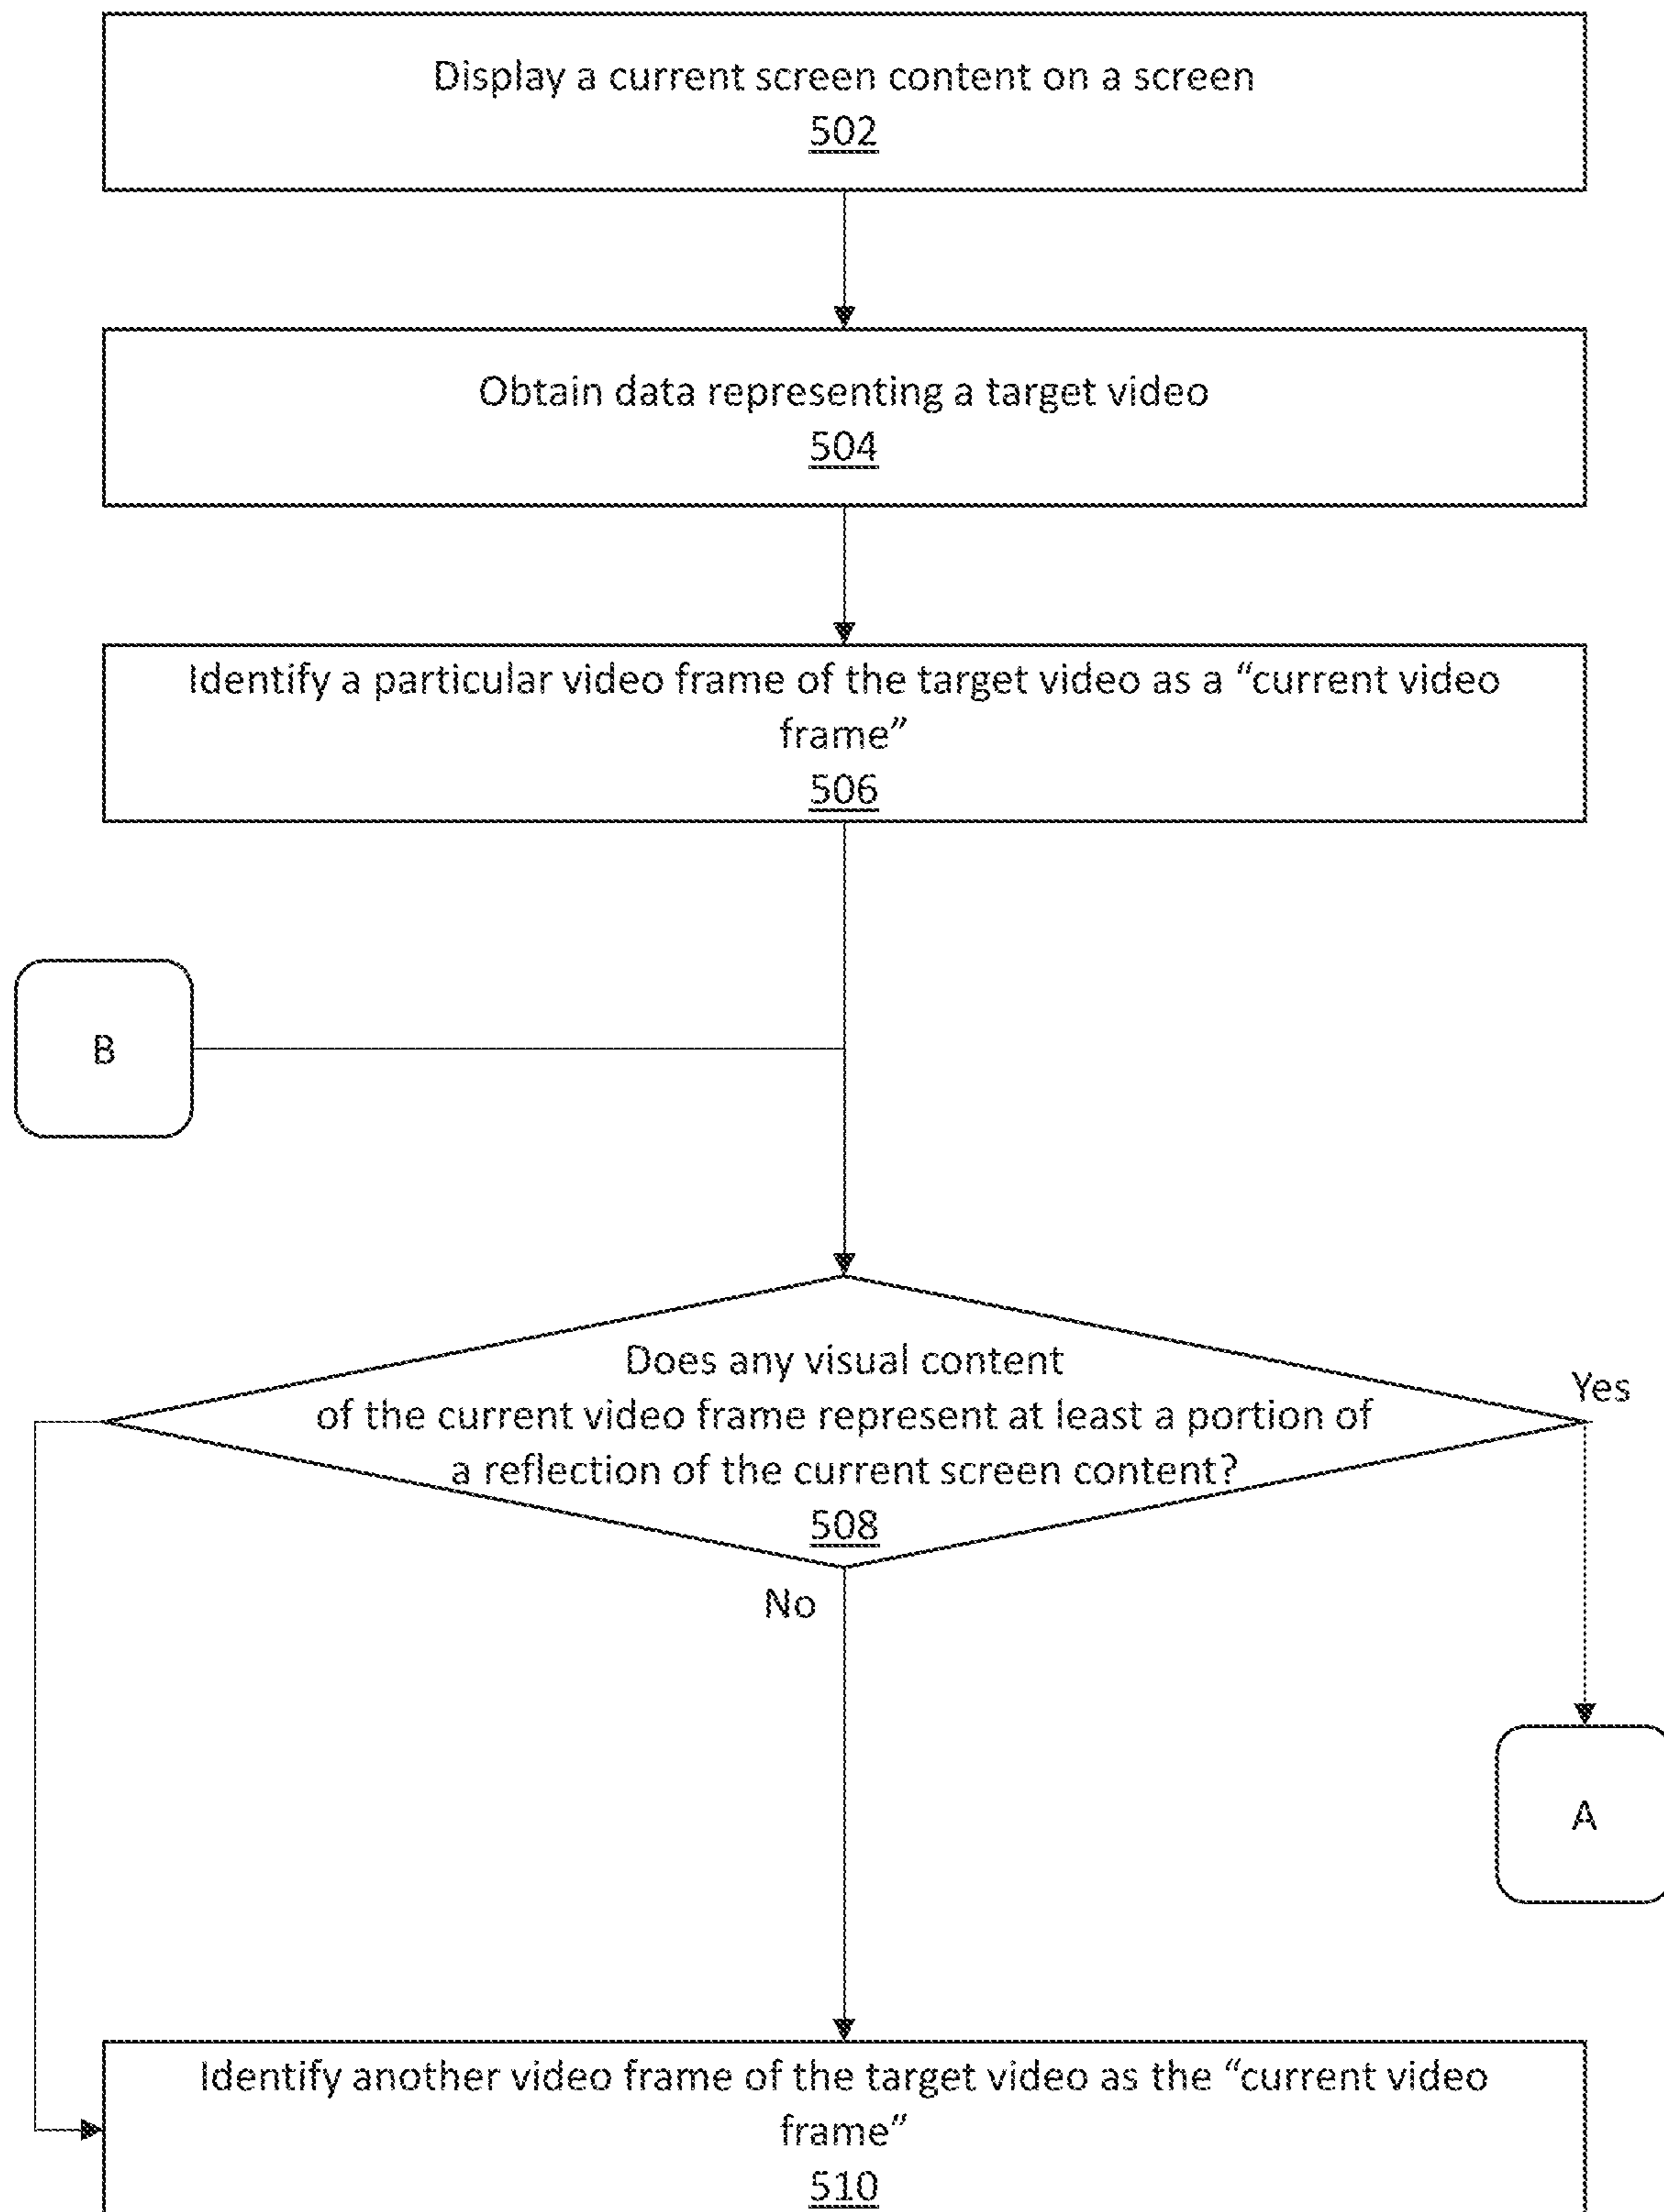 Display a current screen content on a screen
502
Obtain data representing a target video
504
Identify a particular video frame of the target video as a “current video
frame”
506
B
Does any visual content
of the current video frame represent at least a portion of
a reflection of the current screen content?
508
Yes
No
A
Identify another video frame of the target video as the “current video
frame“
510